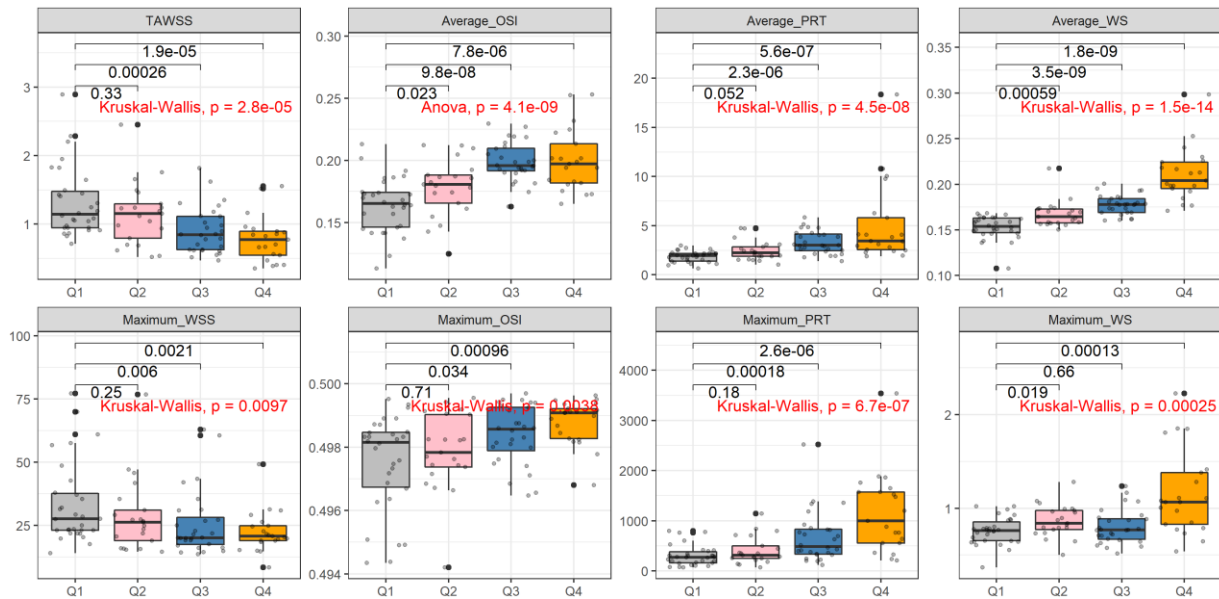 TAWSS
1.9e-05
0.00026
0.33
Kruskal-Wallis, p = 2.8e-05
3
2
1
Q1 Q2 Q3 Q4
Average_OSI
0.30
7.8e-06
9.8e-08
0.023
Anova, p = 4.1e-09
0.25
0.20
0.15
Q1 Q2 Q3 Q4
Average_PRT
5.6e-07
2.3e-06
0.052
Kruskal-Wallis, p = 4.5e-08
20
15
10
5
0
Q1 Q2 Q3 Q4
Average_WS
0.35
1.8e-09
3.5e-09
0.00059
Kruskal-Wallis, p = 1.5e-14
0.30
0.25
0.20
0.15
0.10
Q1 Q2 Q3 Q4
Maximum_WSS
100
0.0021
0.006
0.25
Kruskal-Wallis, p = 0.0097
75
50
25
Q1 Q2 Q3 Q4
Maximum_OSI
0.00096
0.034
0.71
Kruskal-Wallis, p = 0.0038
0.500
0.498
0.496
0.494
Q1 Q2 Q3 Q4
Maximum_PRT
2.6e-06
0.00018
0.18
Kruskal-Wallis, p = 6.7e-07
4000
3000
2000
1000
0
Q1 Q2 Q3 Q4
Maximum_WS
0.00013
0.66
0.019
Kruskal-Wallis, p = 0.00025
2
1
Q1 Q2 Q3 Q4